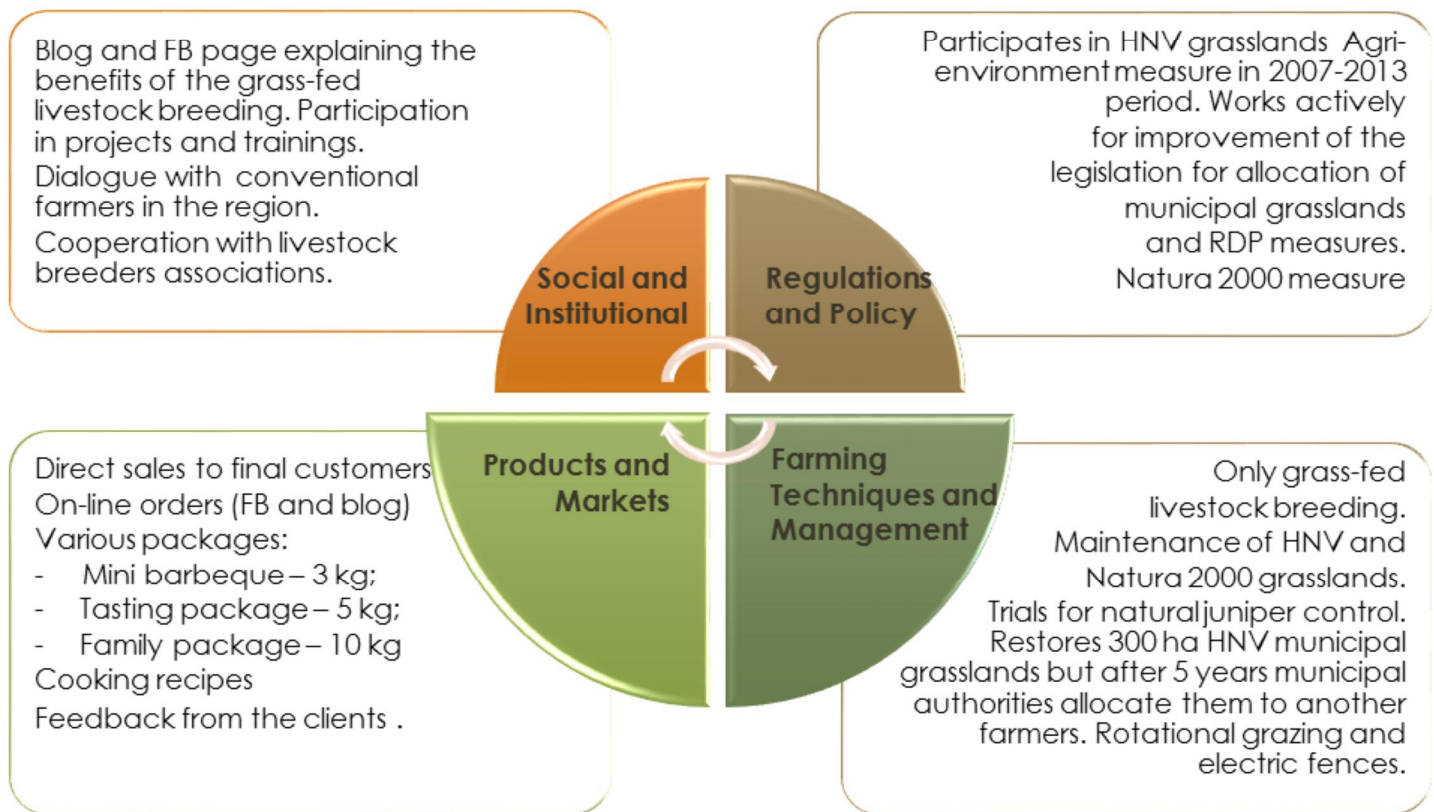 Blog and FB page explaining the
benefits of the grass-fed
livestock breeding. Participation
in projects and trainings.
Dialogue with conventional
farmers in the region.
Cooperation with livestock
breeders associations.
Participates in HNV grasslands Agri-
environment measure in 2007-2013
period. Works actively
for improvement of the
legislation for allocation of
municipal grasslands
and RDP measures.
Natura 2000 measure
Social and
Institutional
Regulations
and Policy
Products and
Markets
Farming
Techniques and
Management
Direct sales to final customers
On-line orders (FB and blog)
Various packages:
- Mini barbeque – 3 kg;
- Tasting package – 5 kg;
- Family package – 10 kg
Cooking recipes
Feedback from the clients .
Only grass-fed
livestock breeding.
Maintenance of HNV and
Natura 2000 grasslands.
Trials for natural juniper control.
Restores 300 ha HNV municipal
grasslands but after 5 years municipal
authorities allocate them to another
farmers. Rotational grazing and
electric fences.